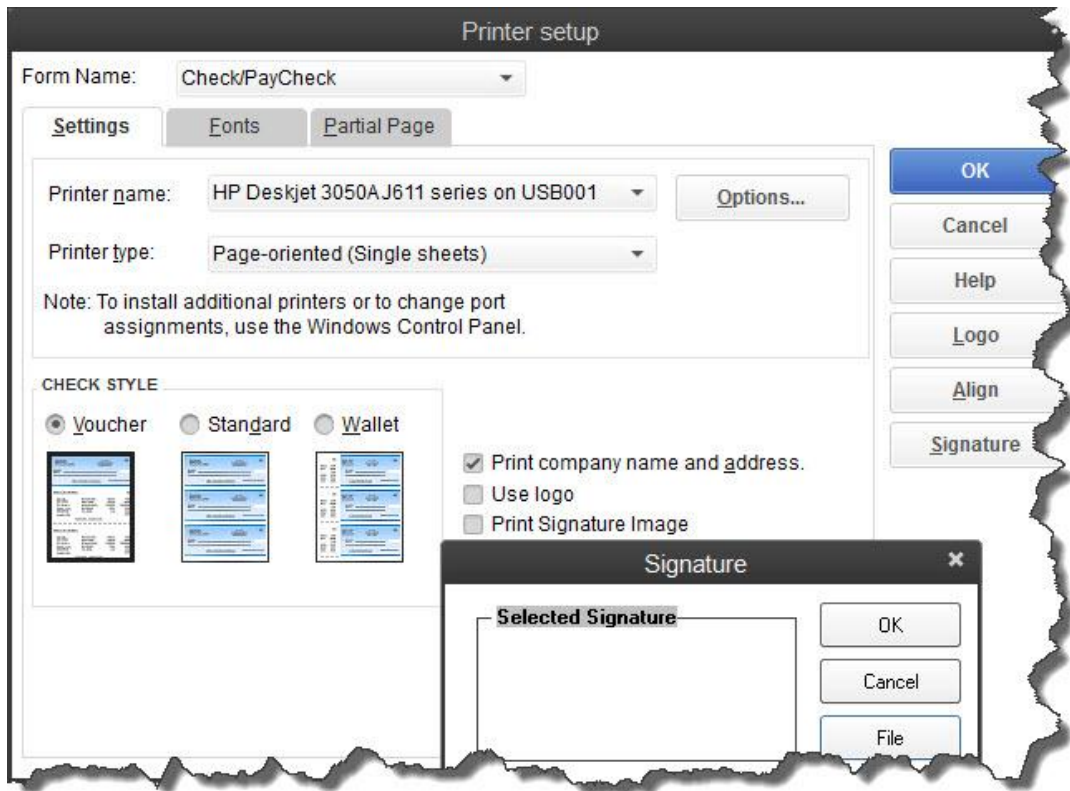 Printer setup
Form Name: Check/PayCheck
Settings Fonts Partial Page
Printer name: HP Deskjet 3050AJ611 series on USB001 Options...
Printer type: Page-oriented (Single sheets)
Note: To install additional printers or to change port
assignments, use the Windows Control Panel.
OK
Cancel
Help
Logo
Align
Signature
CHECK STYLE
Voucher Standard Wallet
Print company name and address.
Use logo
Print Signature Image
Signature
Selected Signature
OK
Cancel
File